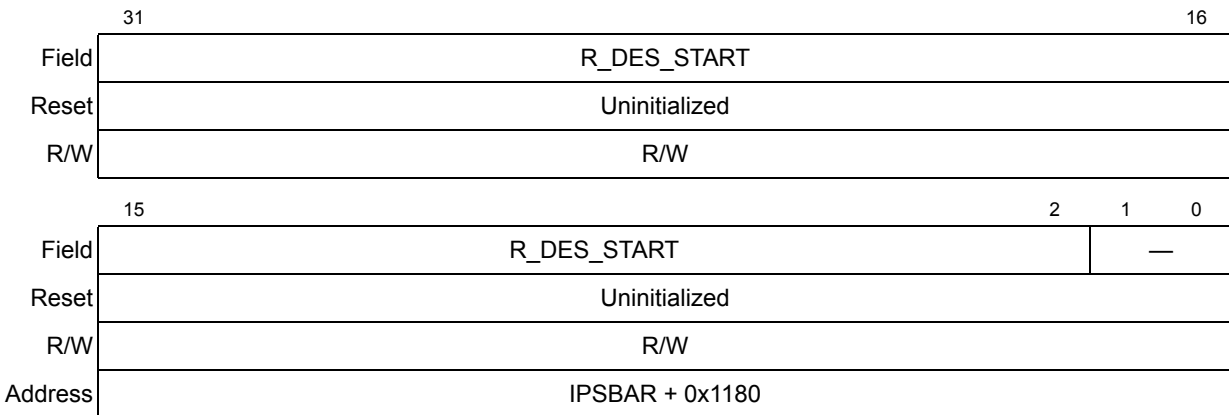 31 16
Field R_DES_START
Reset Uninitialized
R/W R/W
15 2 1 0
Field R_DES_START —
Reset Uninitialized
R/W R/W
Address IPSBAR + 0x1180